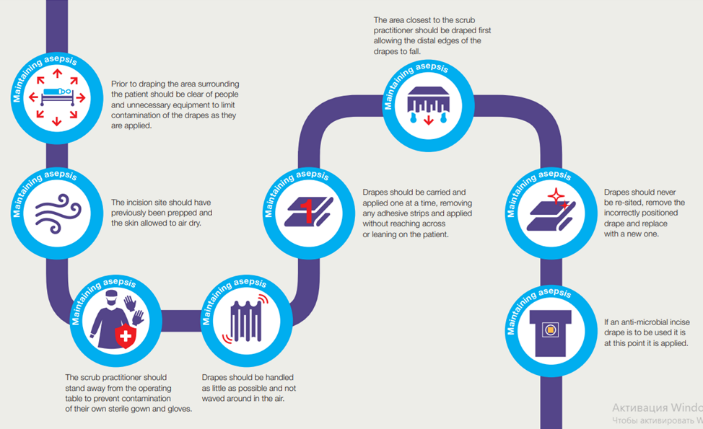 Maintaining asepsis
Prior to draping the area surrounding
the patient should be clear of people
and unnecessary equipment to limit
contamination of the drapes as they
are applied.
Maintaining asepsis
The incision site should have
previously been prepped and
the skin allowed to air dry.
Maintaining asepsis
The scrub practitioner should
stand away from the operating
table to prevent contamination
of their own sterile gown and gloves.
Maintaining asepsis
Drapes should be handled
as little as possible and not
waved around in the air.
Maintaining asepsis
1
Drapes should be carried and
applied one at a time, removing
any adhesive strips and applied
without reaching across
or leaning on the patient.
The area closest to the scrub
practitioner should be draped first
allowing the distal edges of the
drapes to fall.
Maintaining asepsis
Maintaining asepsis
Drapes should never
be re-sited, remove the
incorrectly positioned
drape and replace
with a new one.
Maintaining asepsis
If an anti-microbial incise
drape is to be used it is
at this point it is applied.
Активация Windo
Чтобы активировать W